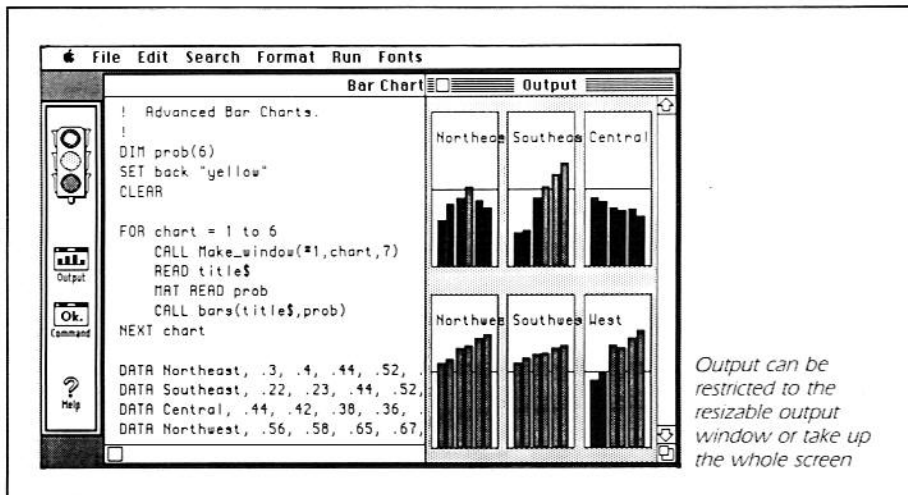 File Edit Search Format Run Fonts
Bar Chart
Output
! Advanced Bar Charts.
!
DIM prob(6)
SET back "yellow"
CLEAR
FOR chart = 1 to 6
CALL Make_window(#1,chart,7)
READ title$
MAT READ prob
CALL bars(title$,prob)
NEXT chart
DATA Northeast, .3, .4, .44, .52, .
DATA Southeast, .22, .23, .44, .52,
DATA Central, .44, .42, .38, .36, .
DATA Northwest, .56, .58, .65, .67,
Output
Ok.
Command
?
Help
Northeas Southeas Central
Northwes Southwes West
Output can be
restricted to the
resizable output
window or take up
the whole screen